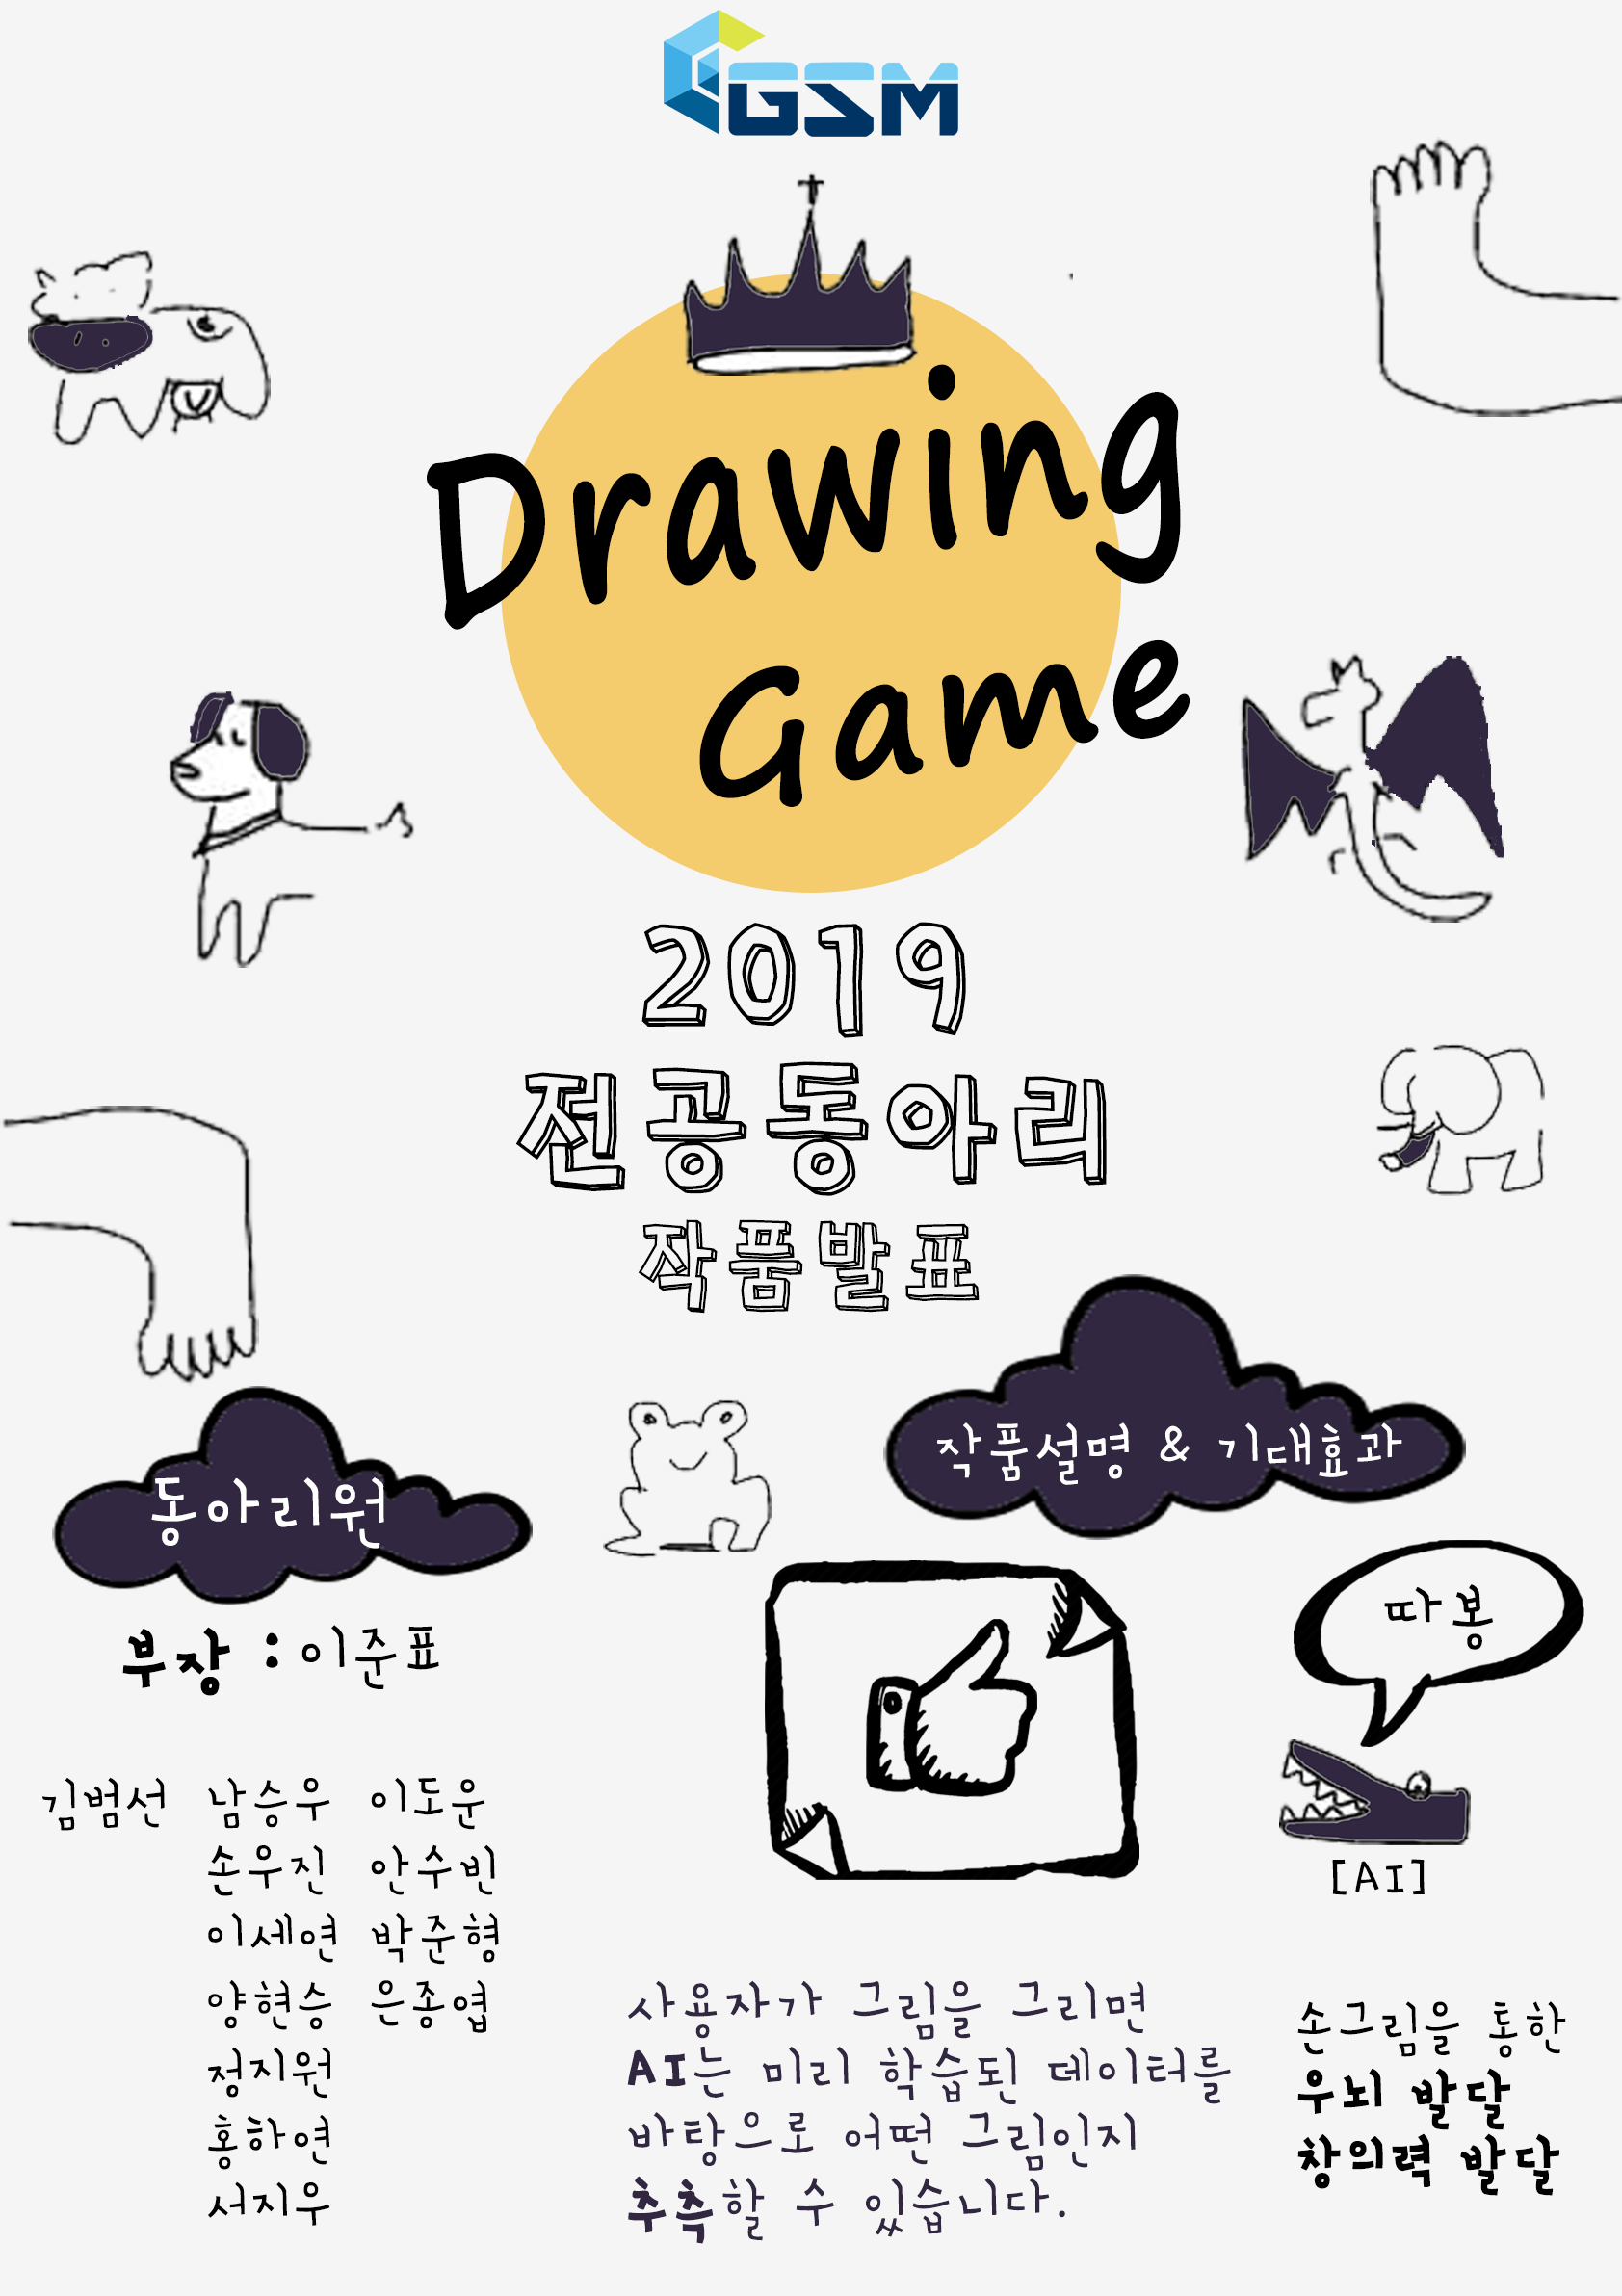 GSM
Drawing
Game
2019
전공동아리
작품발표
동아리원
부장 : 이준표
김범선 남승우 이도운
손우진 안수빈
이세연 박준형
양현승 은종엽
정지원
홍하연
서지우
작품설명 & 기대효과
따봉
[AI]
사용자가 그림을 그리면
AI는 미리 학습된 데이터를
바탕으로 어떤 그림인지
추측할 수 있습니다.
손그림을 통한
우뇌 발달
창의력 발달